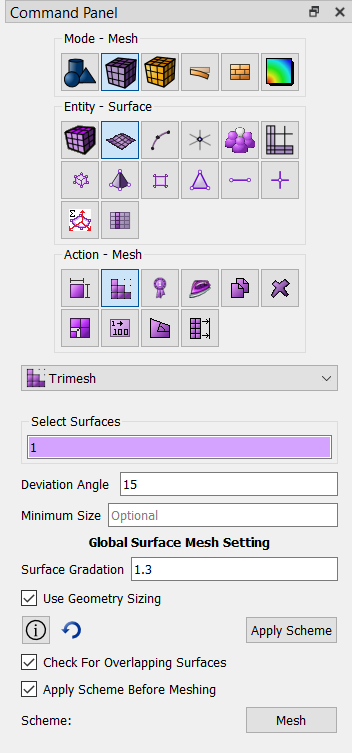 Command Panel
Mode - Mesh
Entity - Surface
Action - Mesh
1→
100
Trimesh
Select Surfaces
1
Deviation Angle 15
Minimum Size Optional
Global Surface Mesh Setting
Surface Gradation 1.3
Use Geometry Sizing
Apply Scheme
Check For Overlapping Surfaces
Apply Scheme Before Meshing
Scheme: Mesh